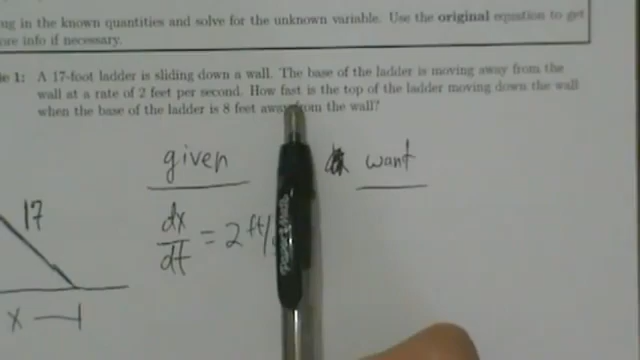 ng in the known quantities and solve for the unknown variable. Use the original equation to get
ore info if necessary.
e 1: A 17-foot ladder is sliding down a wall. The base of the ladder is moving away from the
wall at a rate of 2 feet per second. How fast is the top of the ladder moving down the wall
when the base of the ladder is 8 feet away from the wall?
given want
17
dx/dt = 2 ft/
x